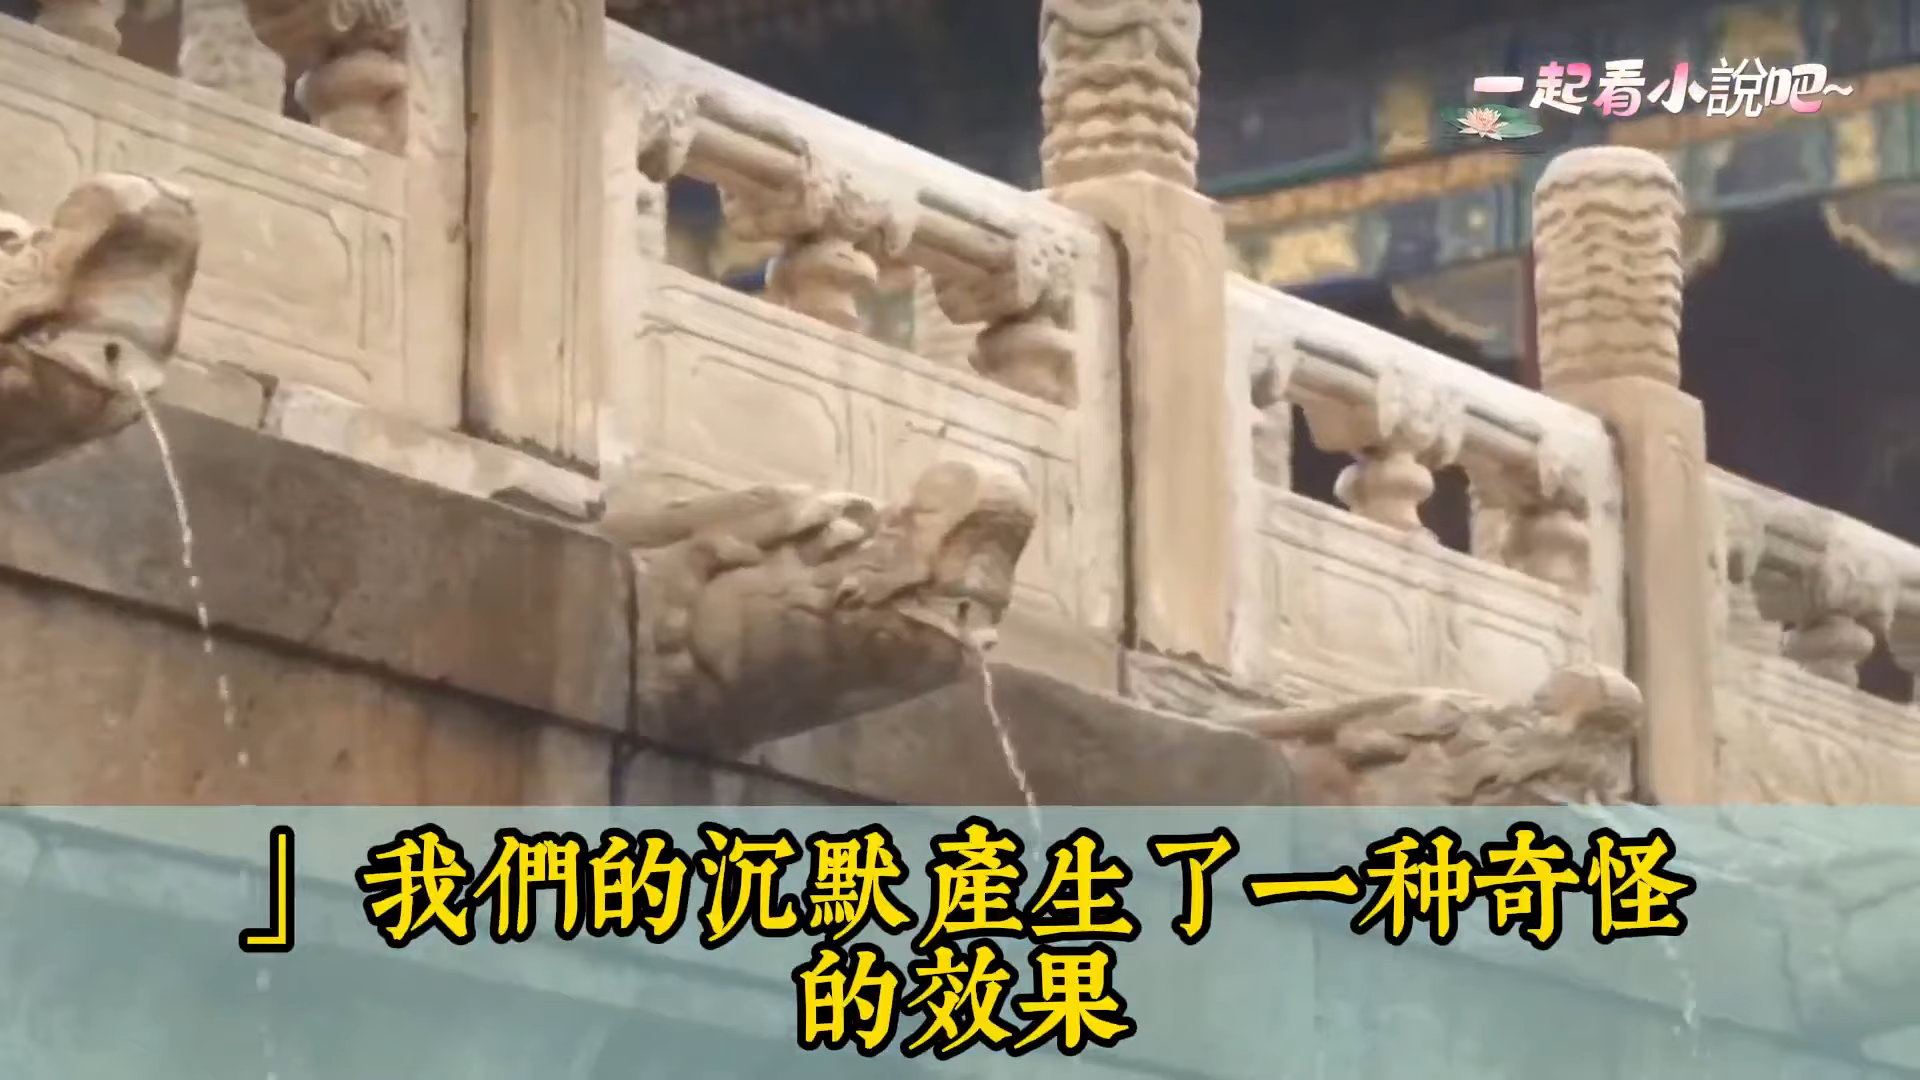 一起看小說吧~
」我們的沉默產生了一种奇怪
的效果